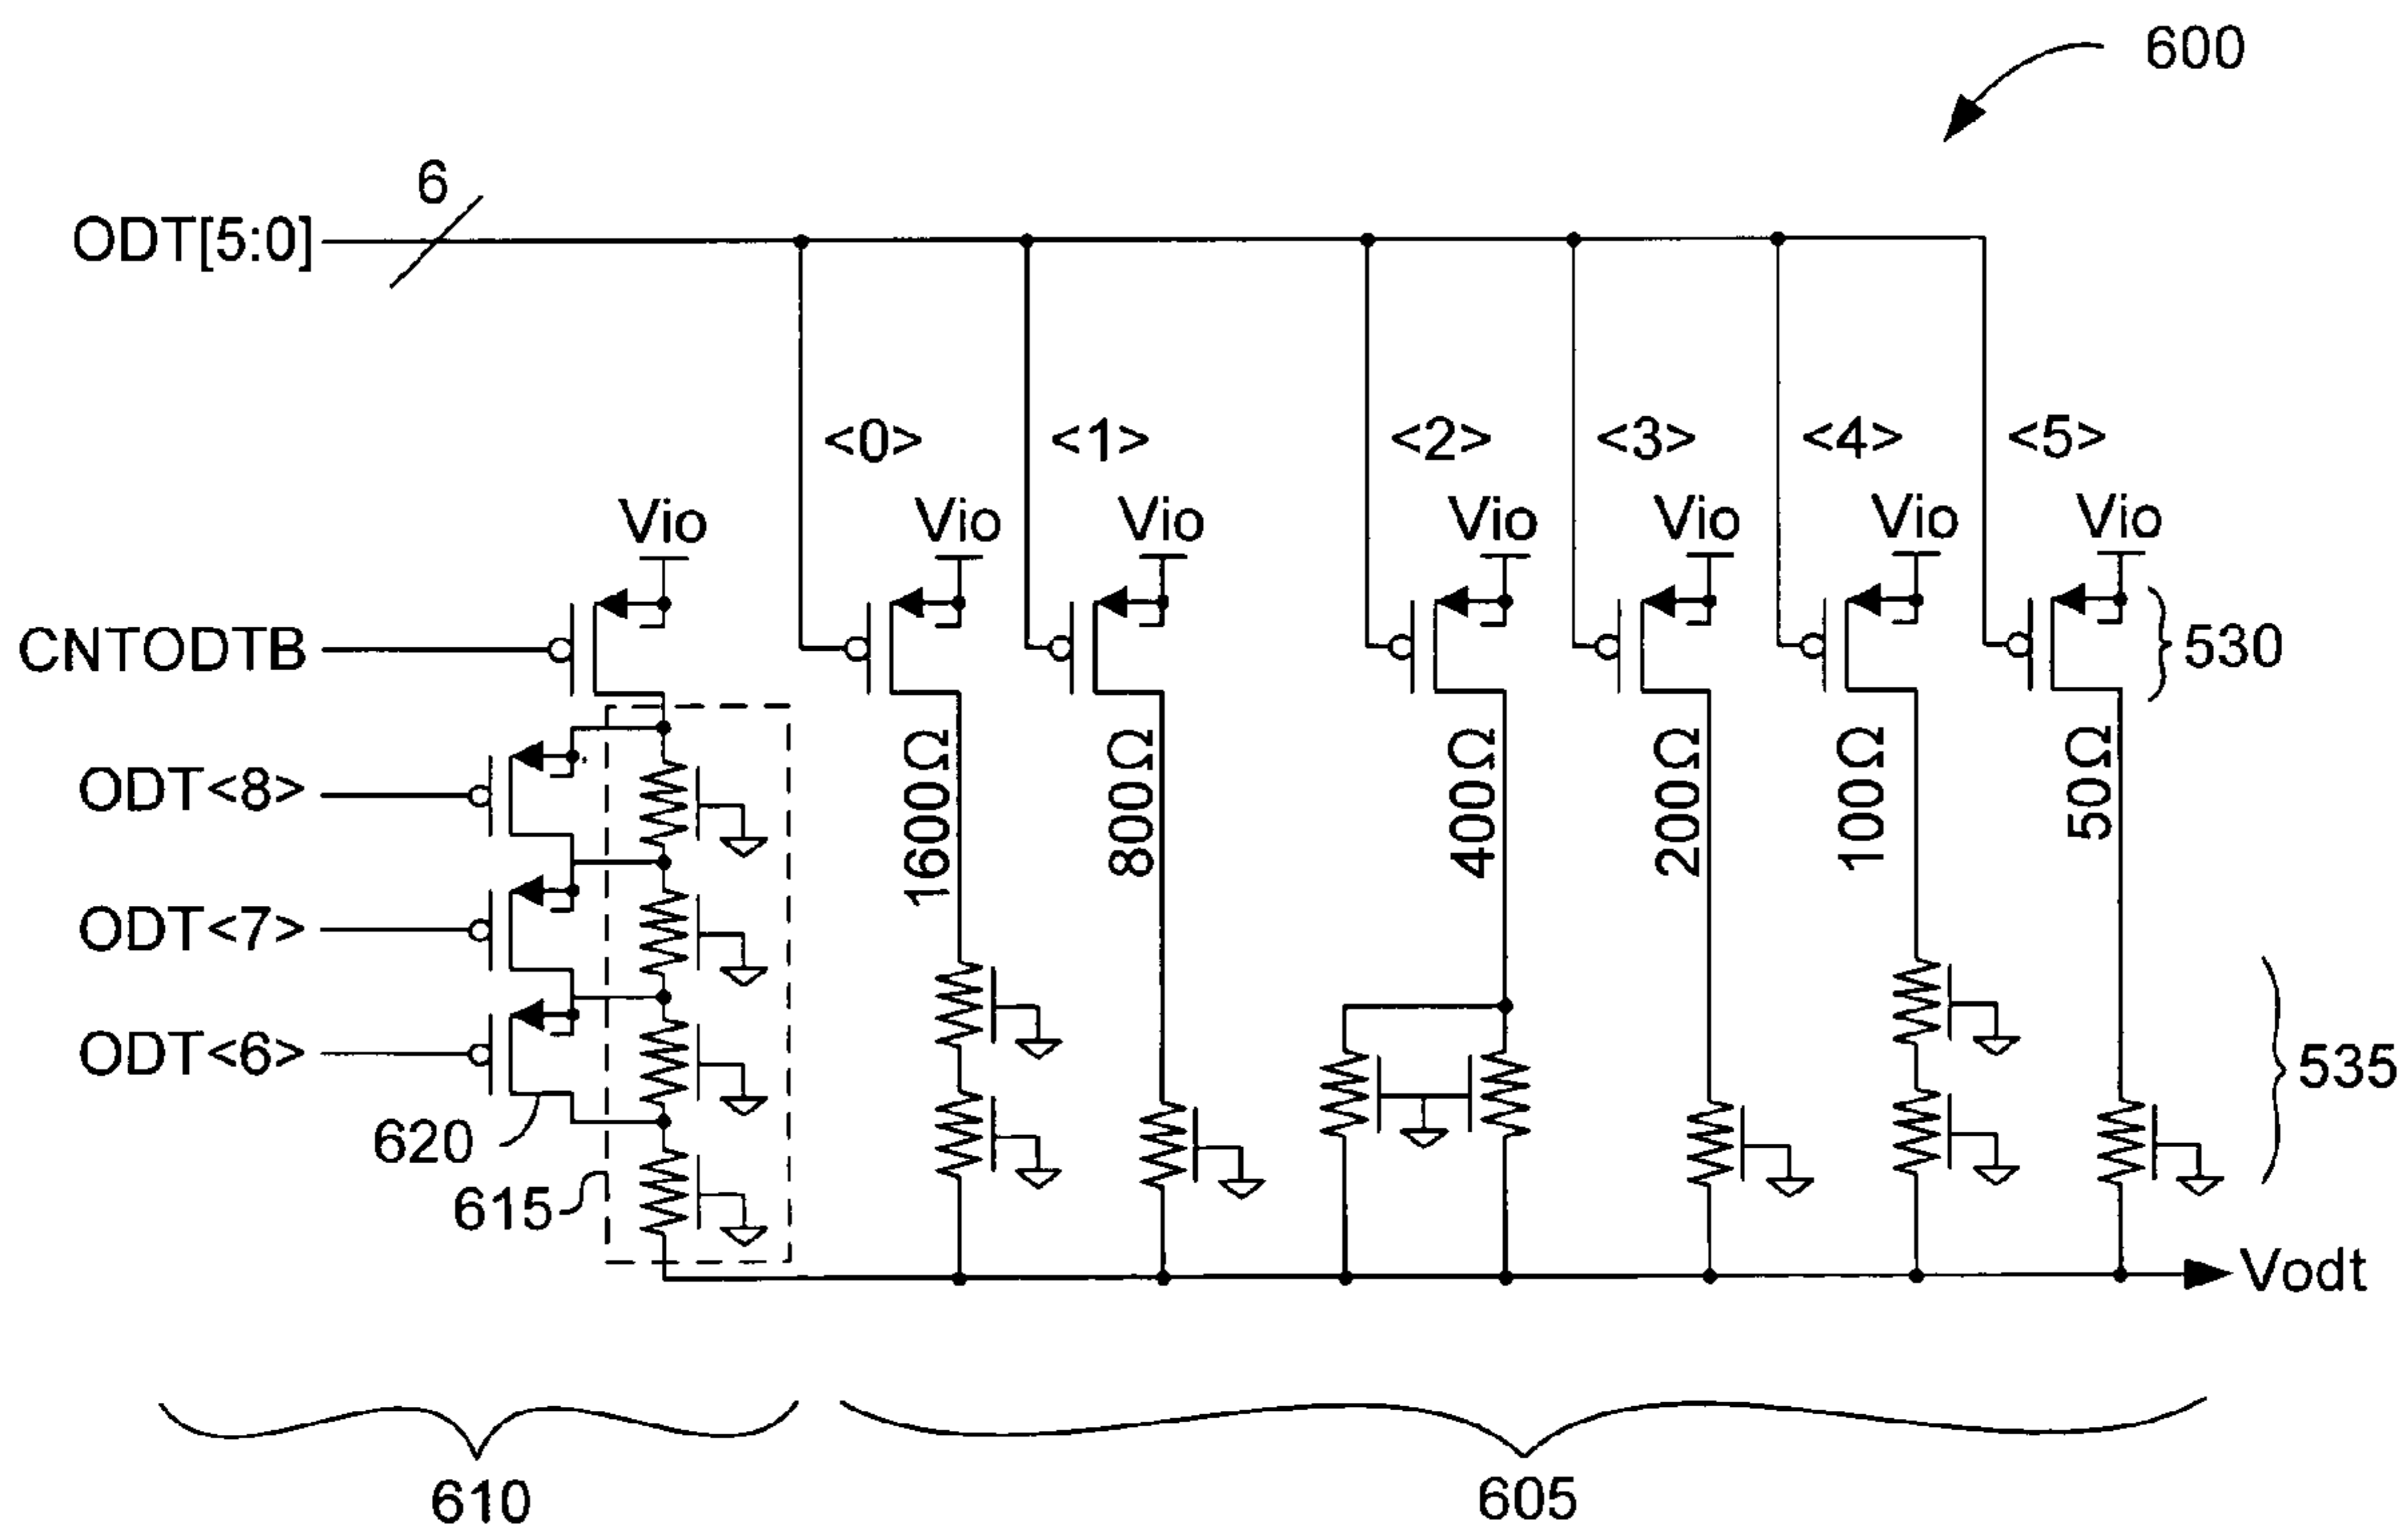 600
6
ODT[5:0]
<0> <1> <2> <3> <4> <5>
Vio Vio Vio Vio Vio Vio Vio
CNTODTB
530
1600Ω 800Ω 400Ω 200Ω 100Ω 50Ω
ODT<8>
ODT<7>
ODT<6>
535
620
615
Vodt
610 605